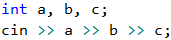 int a, b, c;
cin >> a >> b >> c;